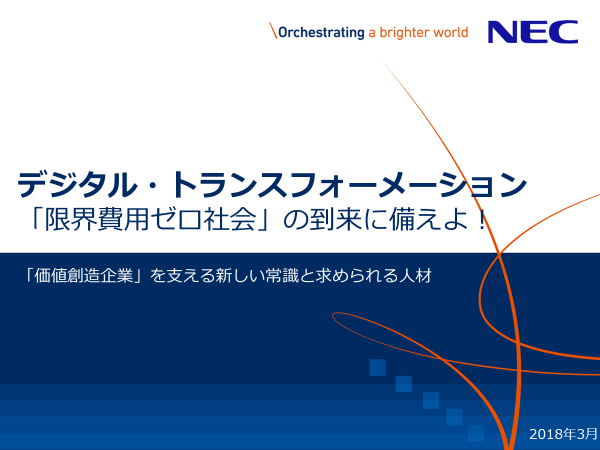 \Orchestrating a brighter world
NEC
デジタル・トランスフォーメーション
「限界費用ゼロ社会」の到来に備えよ！
「価値創造企業」を支える新しい常識と求められる人材
2018年3月